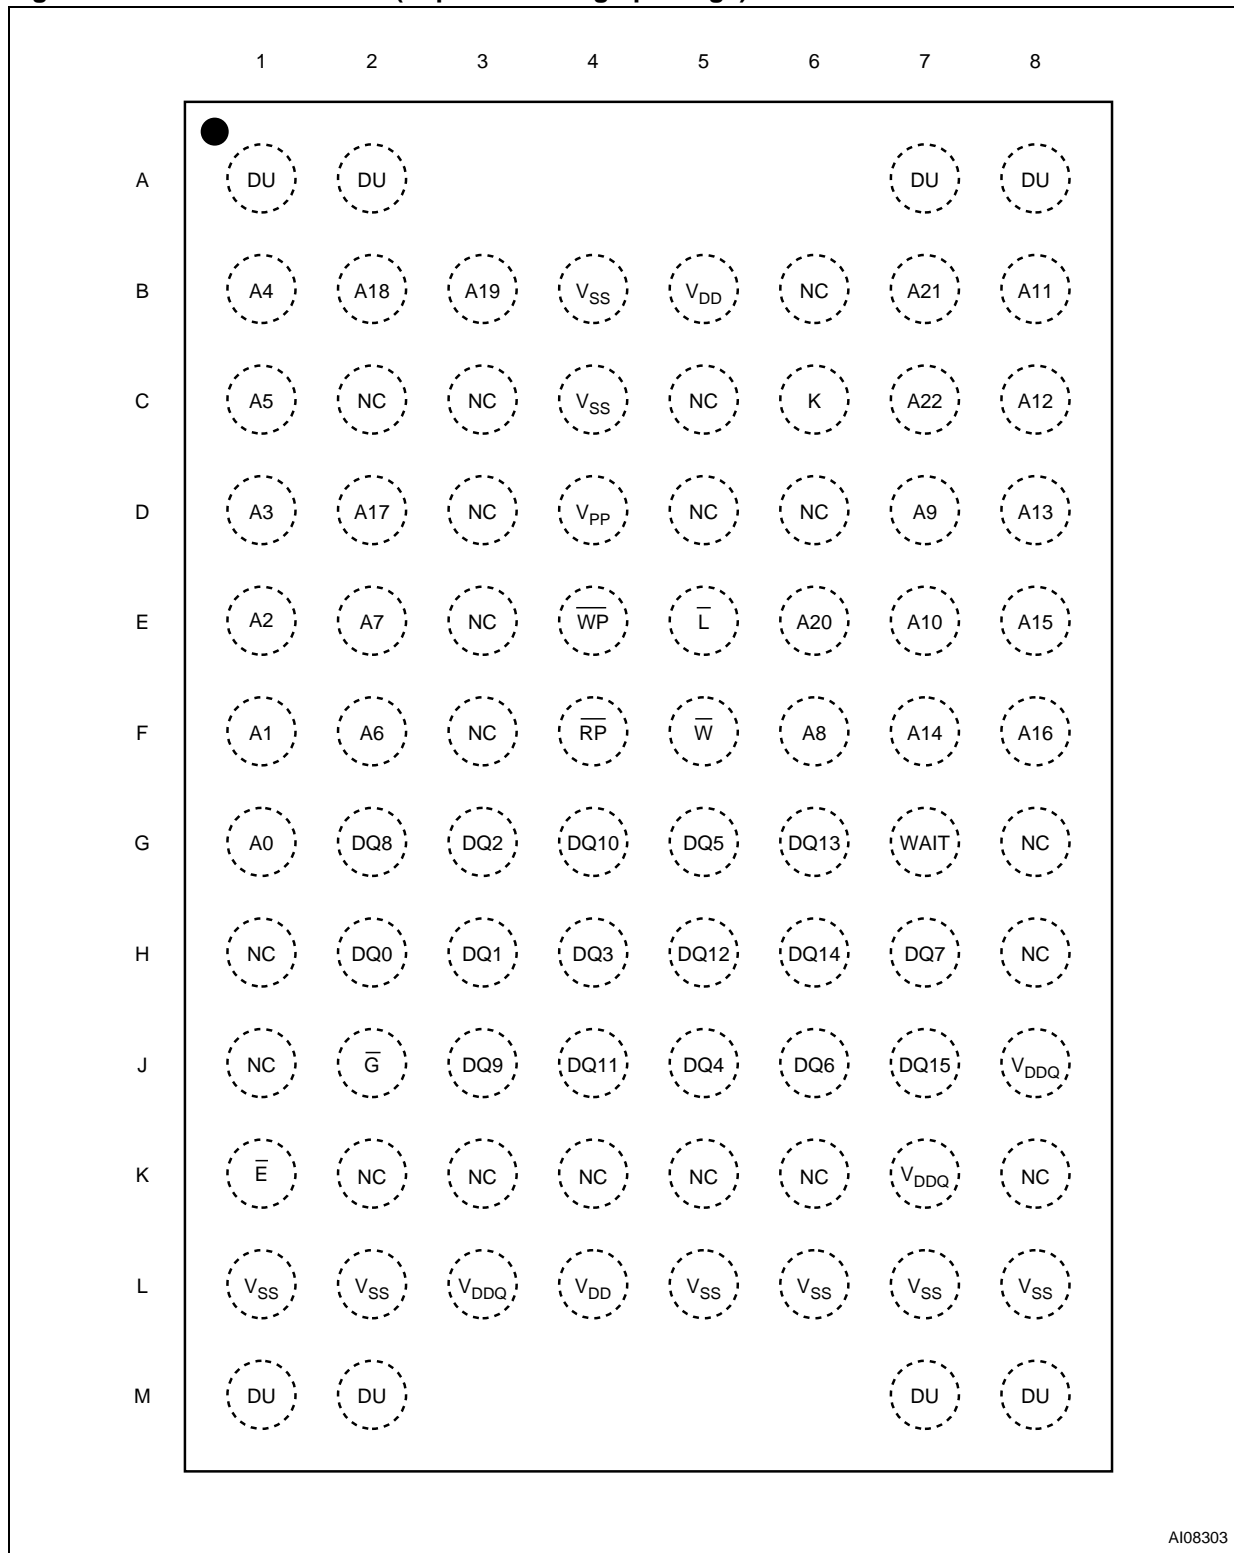 1 2 3 4 5 6 7 8
A DU DU DU DU
B A4 A18 A19 VSS VDD NC A21 A11
C A5 NC NC VSS NC K A22 A12
D A3 A17 NC VPP NC NC A9 A13
E A2 A7 NC W̅P̅ L̅ A20 A10 A15
F A1 A6 NC R̅P̅ W̅ A8 A14 A16
G A0 DQ8 DQ2 DQ10 DQ5 DQ13 WAIT NC
H NC DQ0 DQ1 DQ3 DQ12 DQ14 DQ7 NC
J NC G̅ DQ9 DQ11 DQ4 DQ6 DQ15 VDDQ
K E̅ NC NC NC NC NC VDDQ NC
L VSS VSS VDDQ VDD VSS VSS VSS VSS
M DU DU DU DU
AI08303